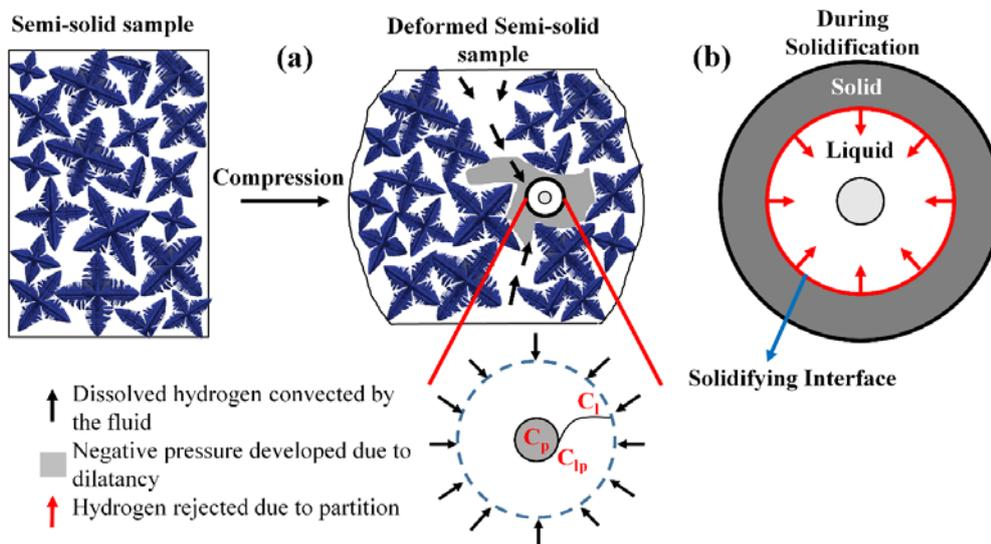 Semi-solid sample
(a)
Deformed Semi-solid
sample
Compression
During
Solidification
(b)
Solid
Liquid
Solidifying Interface
C_l
C_p
C_lp
Dissolved hydrogen convected by
the fluid
Negative pressure developed due to
dilatancy
Hydrogen rejected due to partition